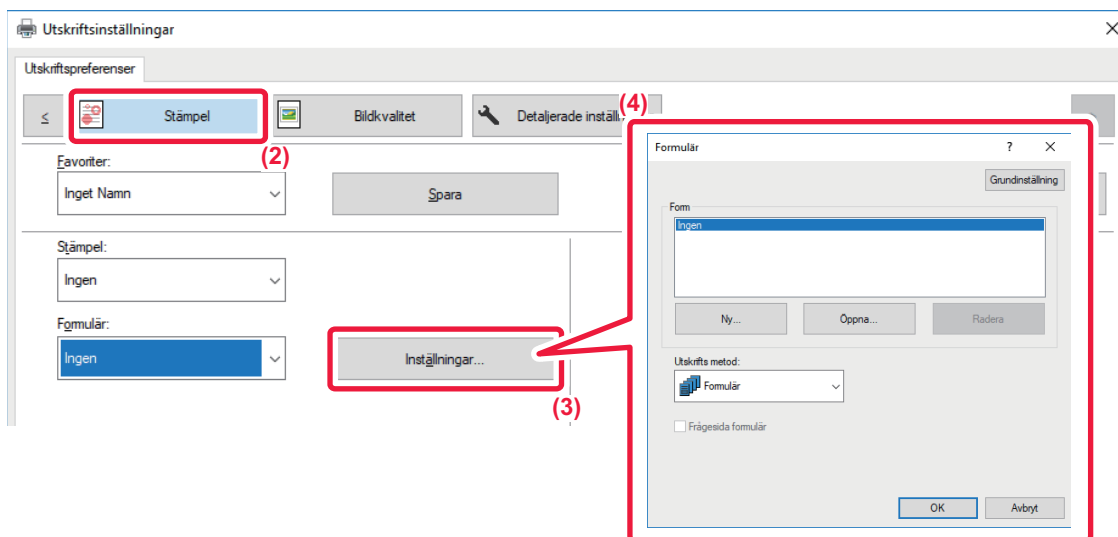 Utskriftsinställningar
Utskriftspreferenser
≤ Stämpel Bildkvalitet Detaljerade inställ
(4)
(2)
Favoriter:
Inget Namn
Spara
Stämpel:
Ingen
Formulär:
Ingen
Inställningar...
(3)
Formulär ?
Grundinställning
Form
Ingen
Ny... Öppna... Radera
Utskrifts metod:
Formulär
Frågesida formulär
OK Avbryt